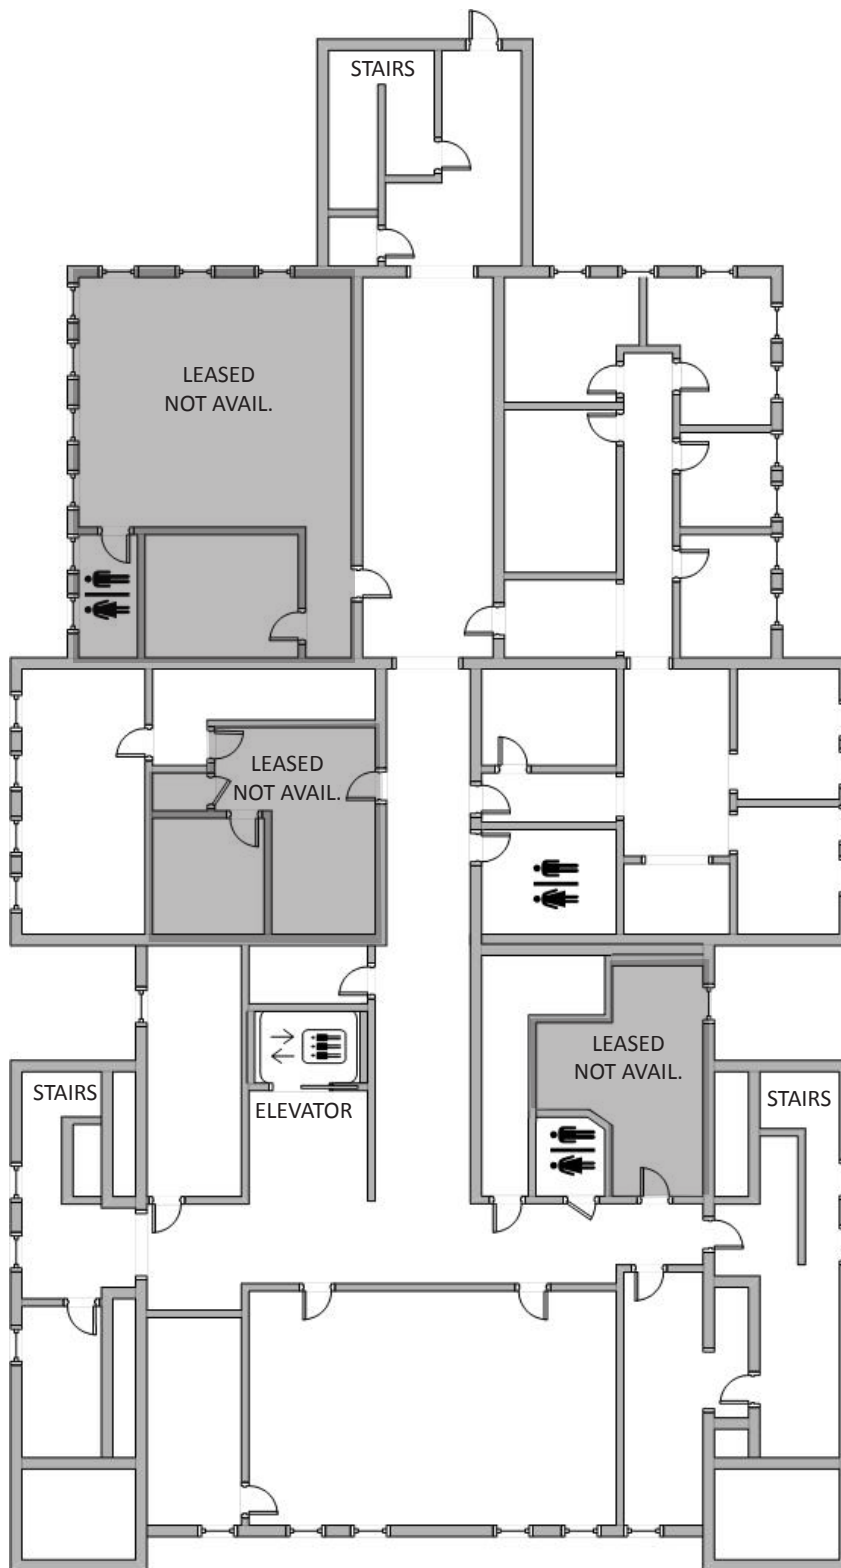 STAIRS
LEASED
NOT AVAIL.
LEASED
NOT AVAIL.
LEASED
NOT AVAIL.
STAIRS
ELEVATOR
STAIRS